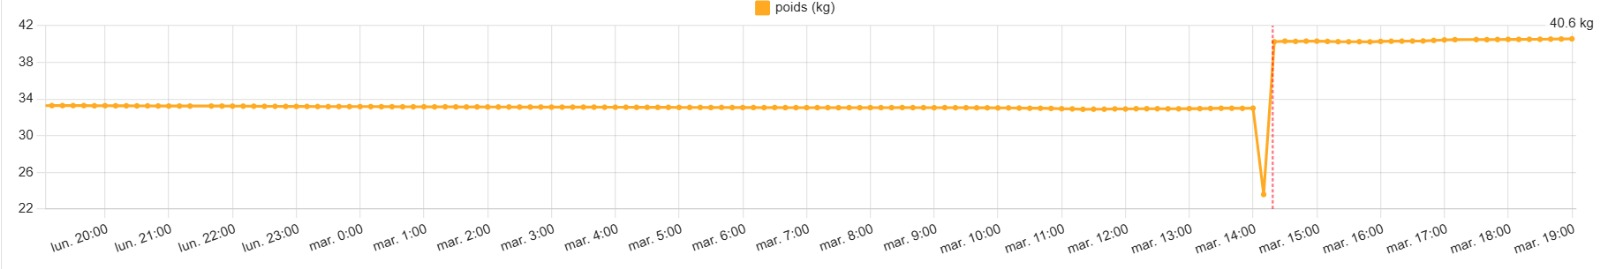 poids (kg)
40.6 kg
42
38
34
30
26
22
lun. 20:00 lun. 21:00 lun. 22:00 lun. 23:00 mar. 0:00 mar. 1:00 mar. 2:00 mar. 3:00 mar. 4:00 mar. 5:00 mar. 6:00 mar. 7:00 mar. 8:00 mar. 9:00 mar. 10:00 mar. 11:00 mar. 12:00 mar. 13:00 mar. 14:00 mar. 15:00 mar. 16:00 mar. 17:00 mar. 18:00 mar. 19:00